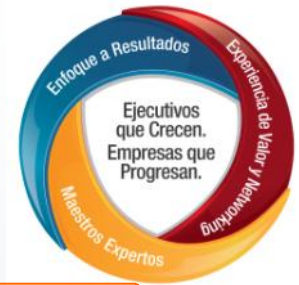 Enfoque a Resultados
Experiencia de Valor y Networking
Ejecutivos
que Crecen.
Empresas que
Progresan.
Maestros Expertos